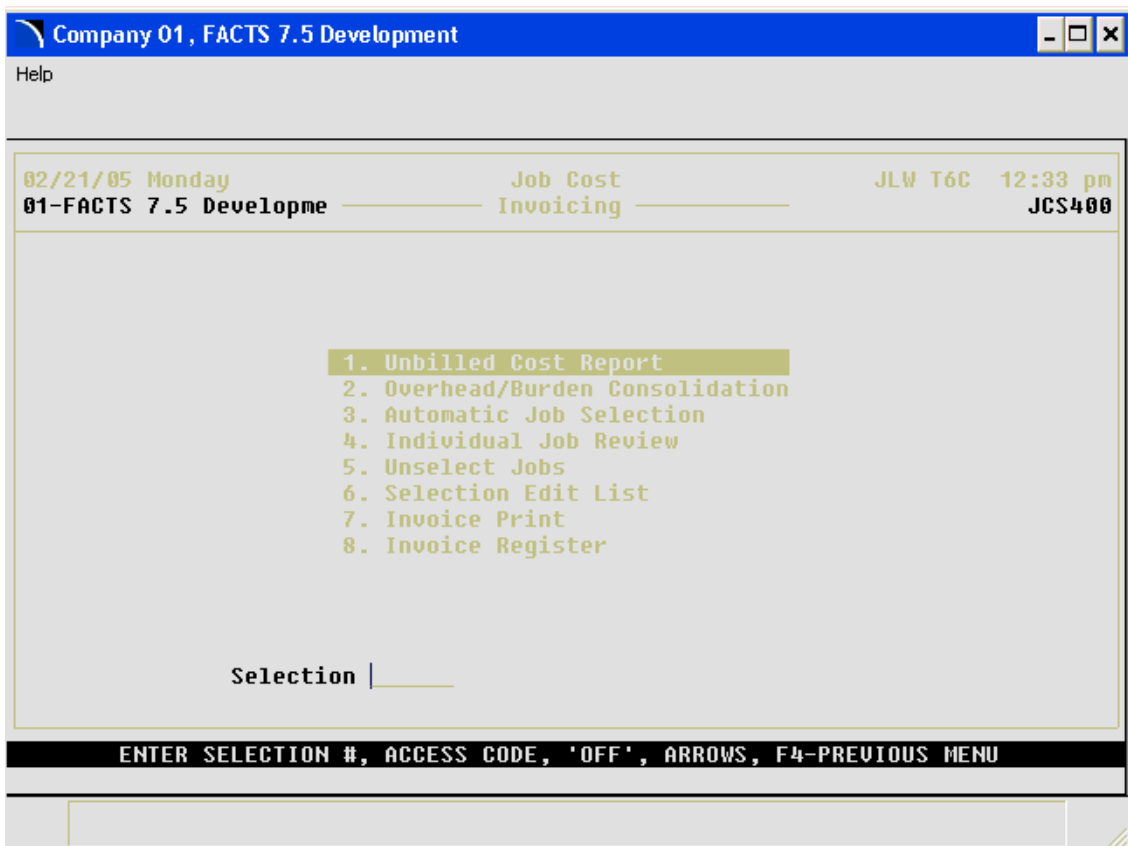 Company 01, FACTS 7.5 Development
Help
02/21/05 Monday Job Cost JLW T6C 12:33 pm
01-FACTS 7.5 Developme Invoicing JCS400
1. Unbilled Cost Report
2. Overhead/Burden Consolidation
3. Automatic Job Selection
4. Individual Job Review
5. Unselect Jobs
6. Selection Edit List
7. Invoice Print
8. Invoice Register
Selection
ENTER SELECTION #, ACCESS CODE, 'OFF', ARROWS, F4-PREVIOUS MENU